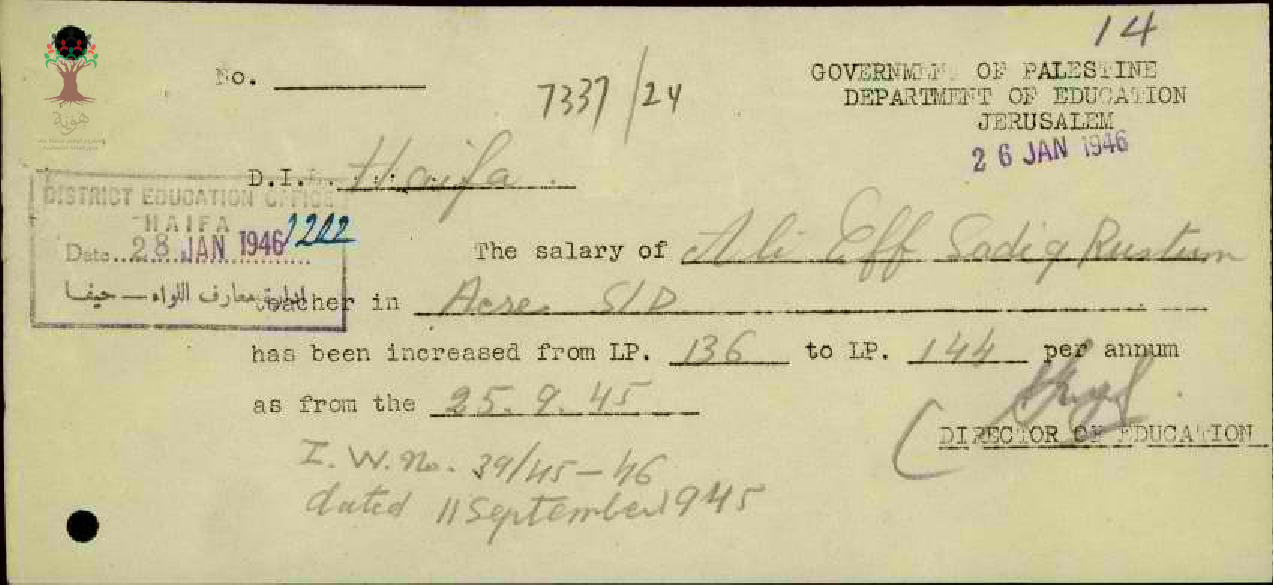 14
هوية
No.
7337/24
GOVERNMENT OF PALESTINE
DEPARTMENT OF EDUCATION
JERUSALEM
26 JAN 1946
D.I. Haifa
DISTRICT EDUCATION OFFICE
HAIFA
1202
Date 28 JAN 1946
ادارة معارف اللواء — حيفا
The salary of Ali Eff Sadiq Rustum
teacher in Acre S/D
has been increased from LP. 136 to LP. 144 per annum
as from the 25.9.45
DIRECTOR OF EDUCATION
I.W.No. 39/45-46
dated 11 September 1945